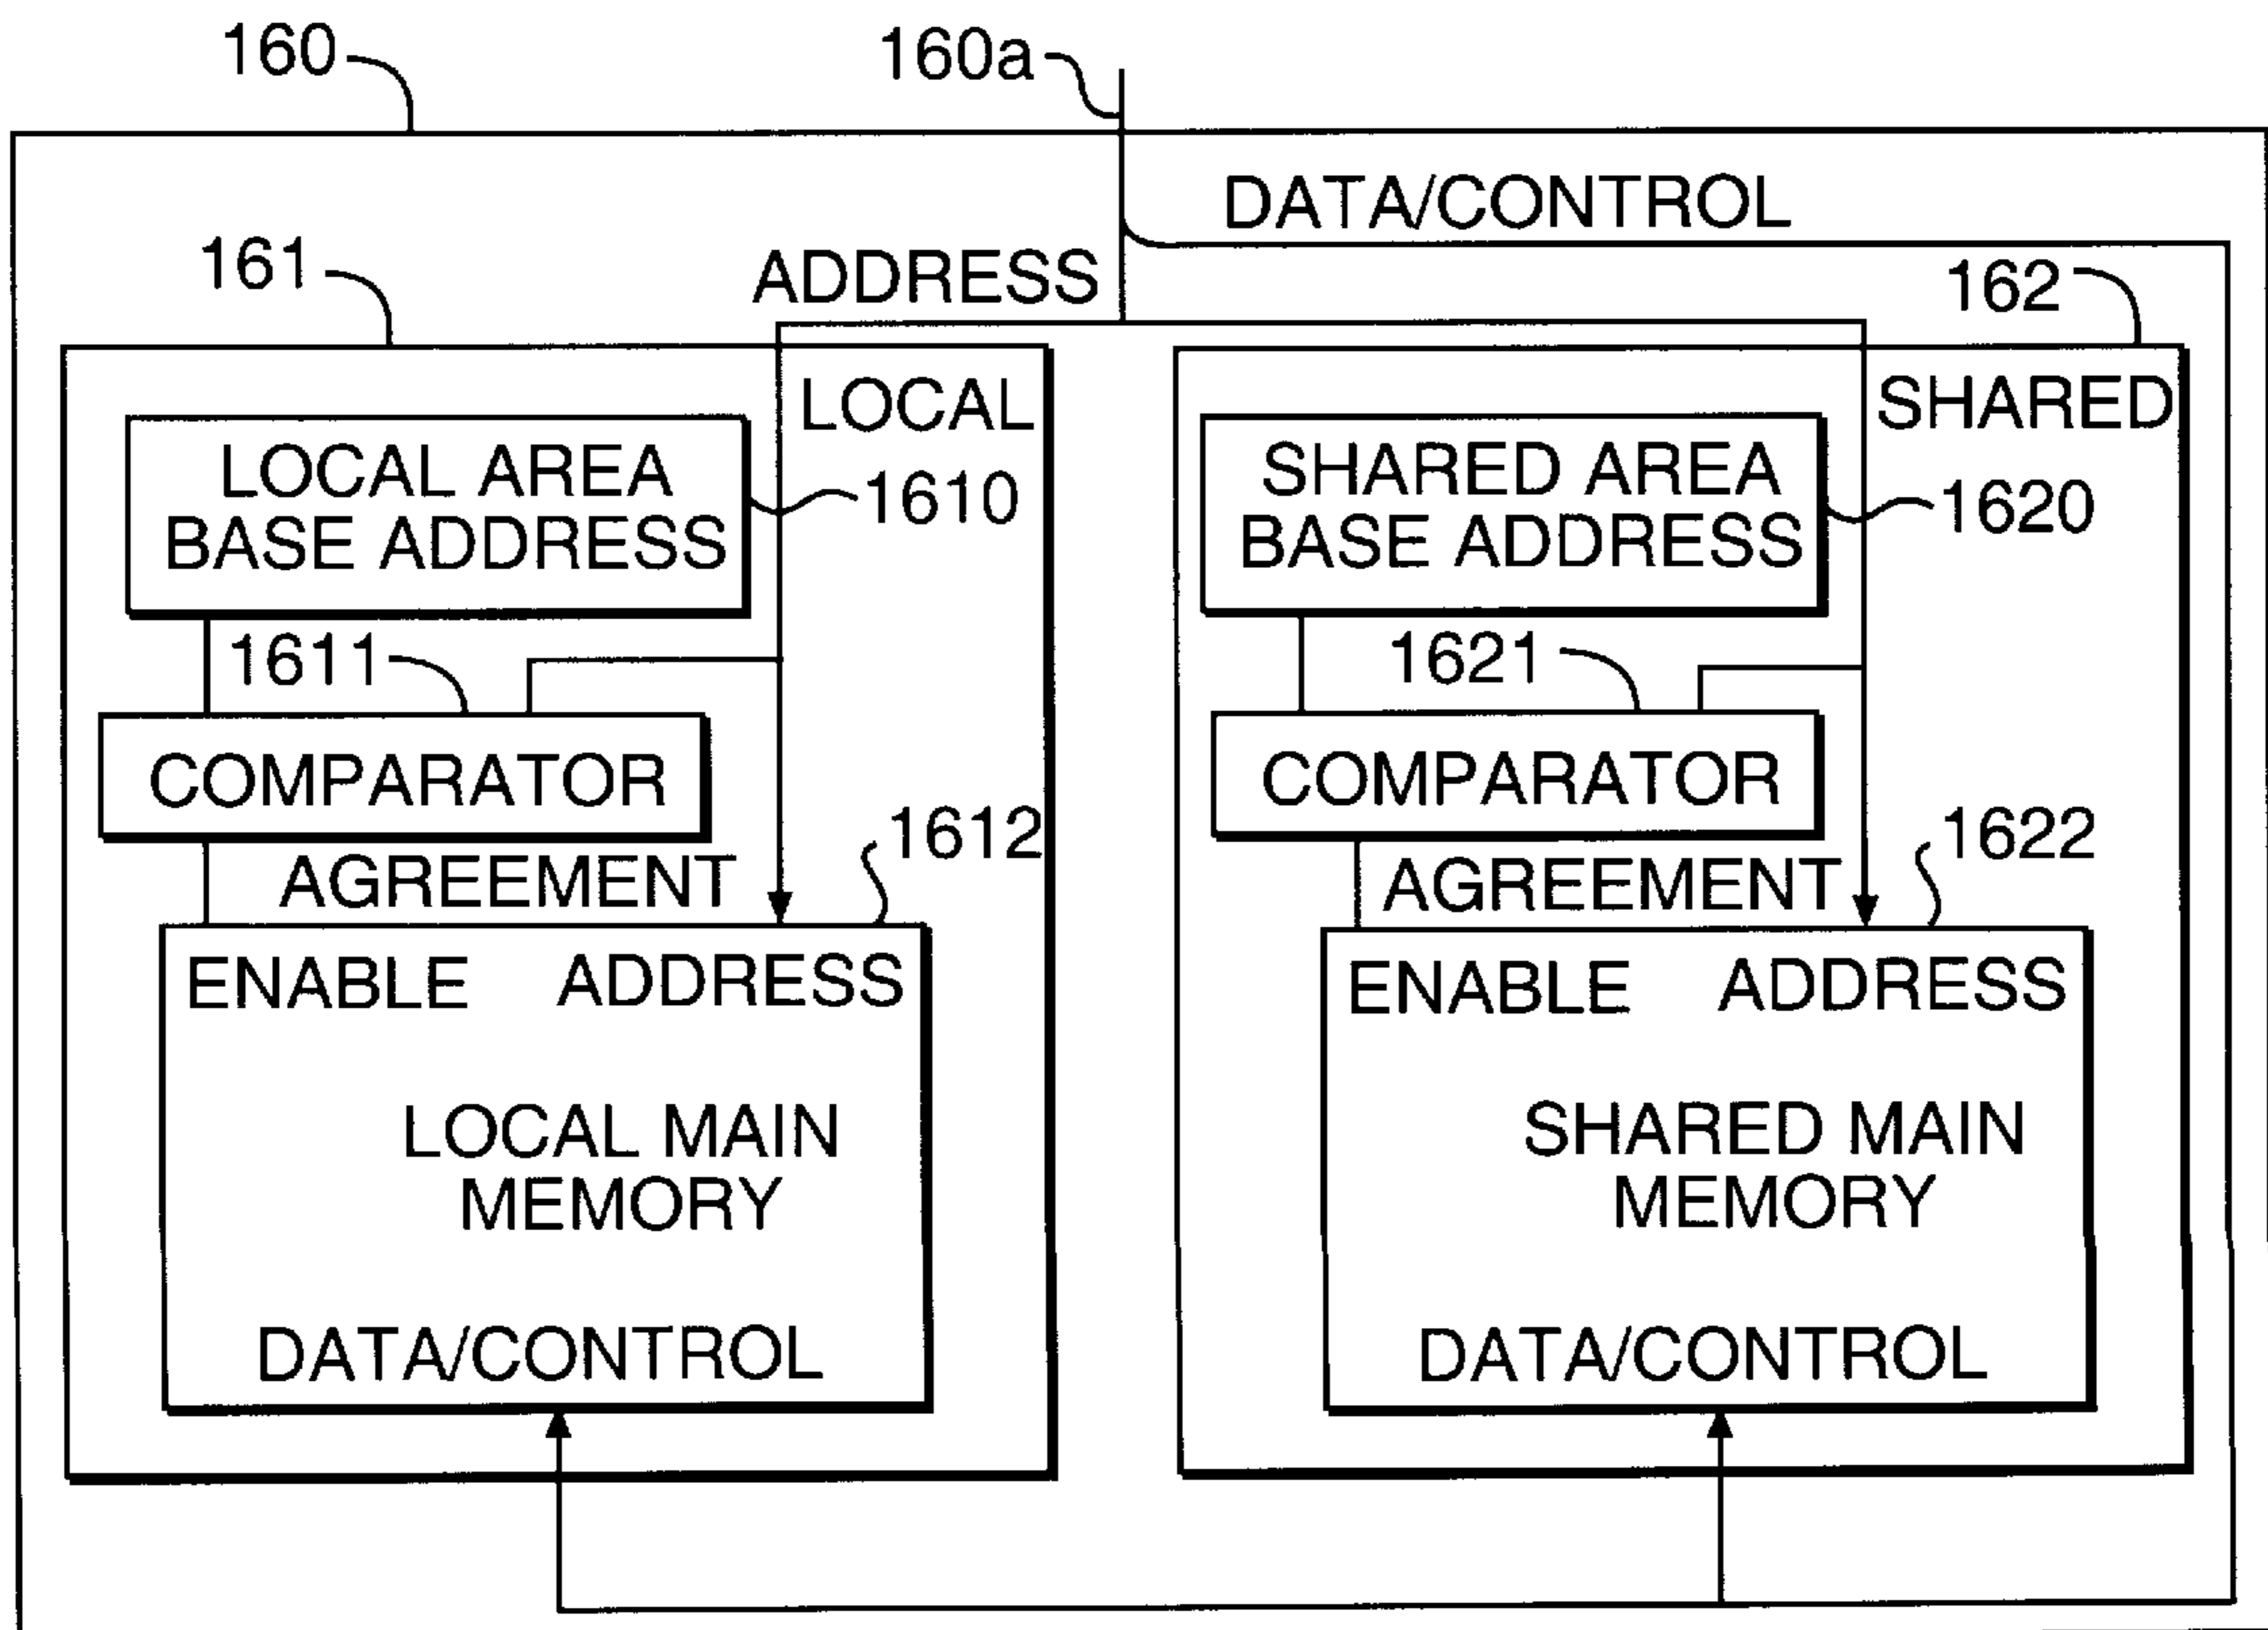 160
160a
DATA/CONTROL
ADDRESS
161
162
LOCAL
LOCAL AREA
BASE ADDRESS
1610
1611
COMPARATOR
AGREEMENT
1612
ENABLE ADDRESS
LOCAL MAIN
MEMORY
DATA/CONTROL
SHARED
SHARED AREA
BASE ADDRESS
1620
1621
COMPARATOR
AGREEMENT
1622
ENABLE ADDRESS
SHARED MAIN
MEMORY
DATA/CONTROL